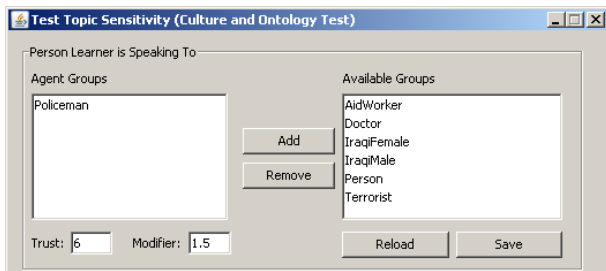 Test Topic Sensitivity (Culture and Ontology Test)
Person Learner is Speaking To
Agent Groups
Available Groups
Policeman
AidWorker
Doctor
IraqiFemale
IraqiMale
Person
Terrorist
Add
Remove
Trust: 6 Modifier: 1.5
Reload Save